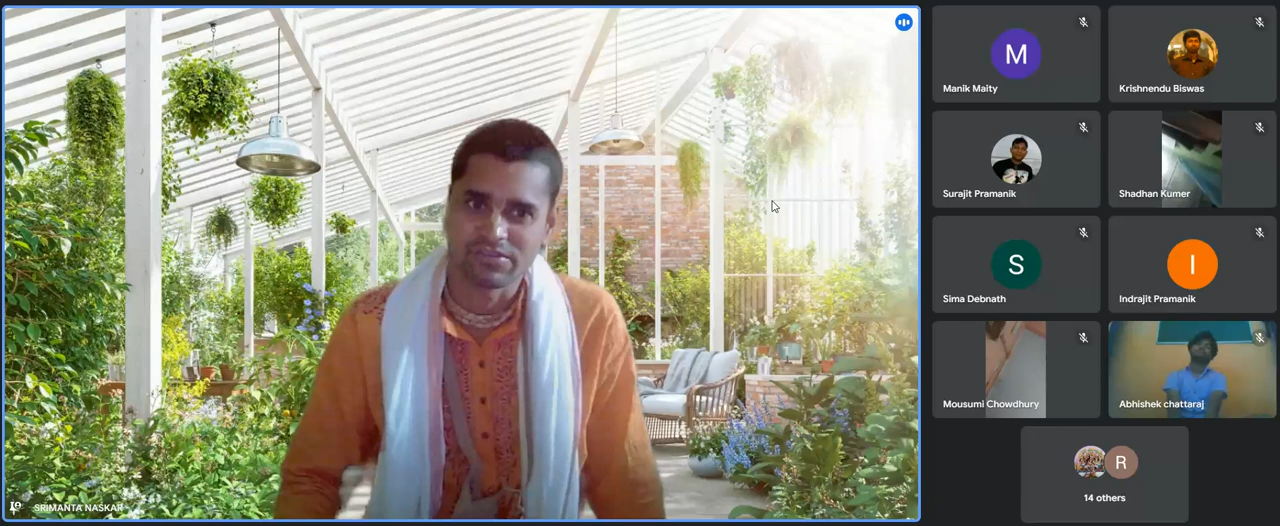 M
Manik Maity
Krishnendu Biswas
Surajit Pramanik
Shadhan Kumer
S
Sima Debnath
I
Indrajit Pramanik
Mousumi Chowdhury
Abhishek chattaraj
R
14 others
SRIMANTA NASKAR